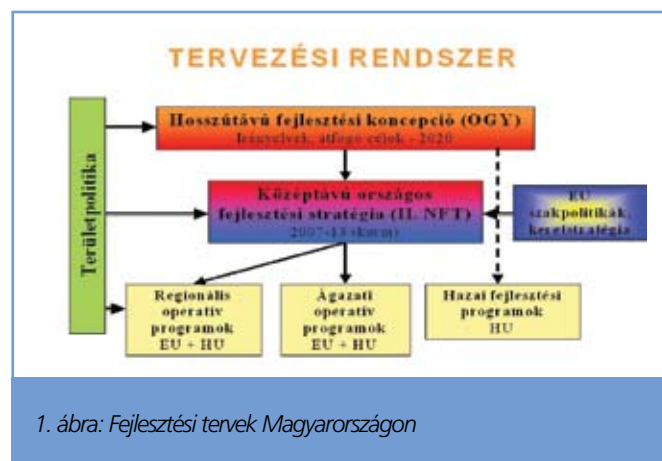 TERVEZÉSI RENDSZER
Hosszútávú fejlesztési koncepció (OGY)
Irányelvek, átfogó célok - 2020
Területpolitika
Középtávú országos
fejlesztési stratégia (II. NFT)
2007-13
EU
szakpolitikák,
keretstratégia
Regionális
operatív
programok
EU + HU
Ágazati
operatív
programok
EU + HU
Hazai fejlesztési
programok
HU
1. ábra: Fejlesztési tervek Magyarországon